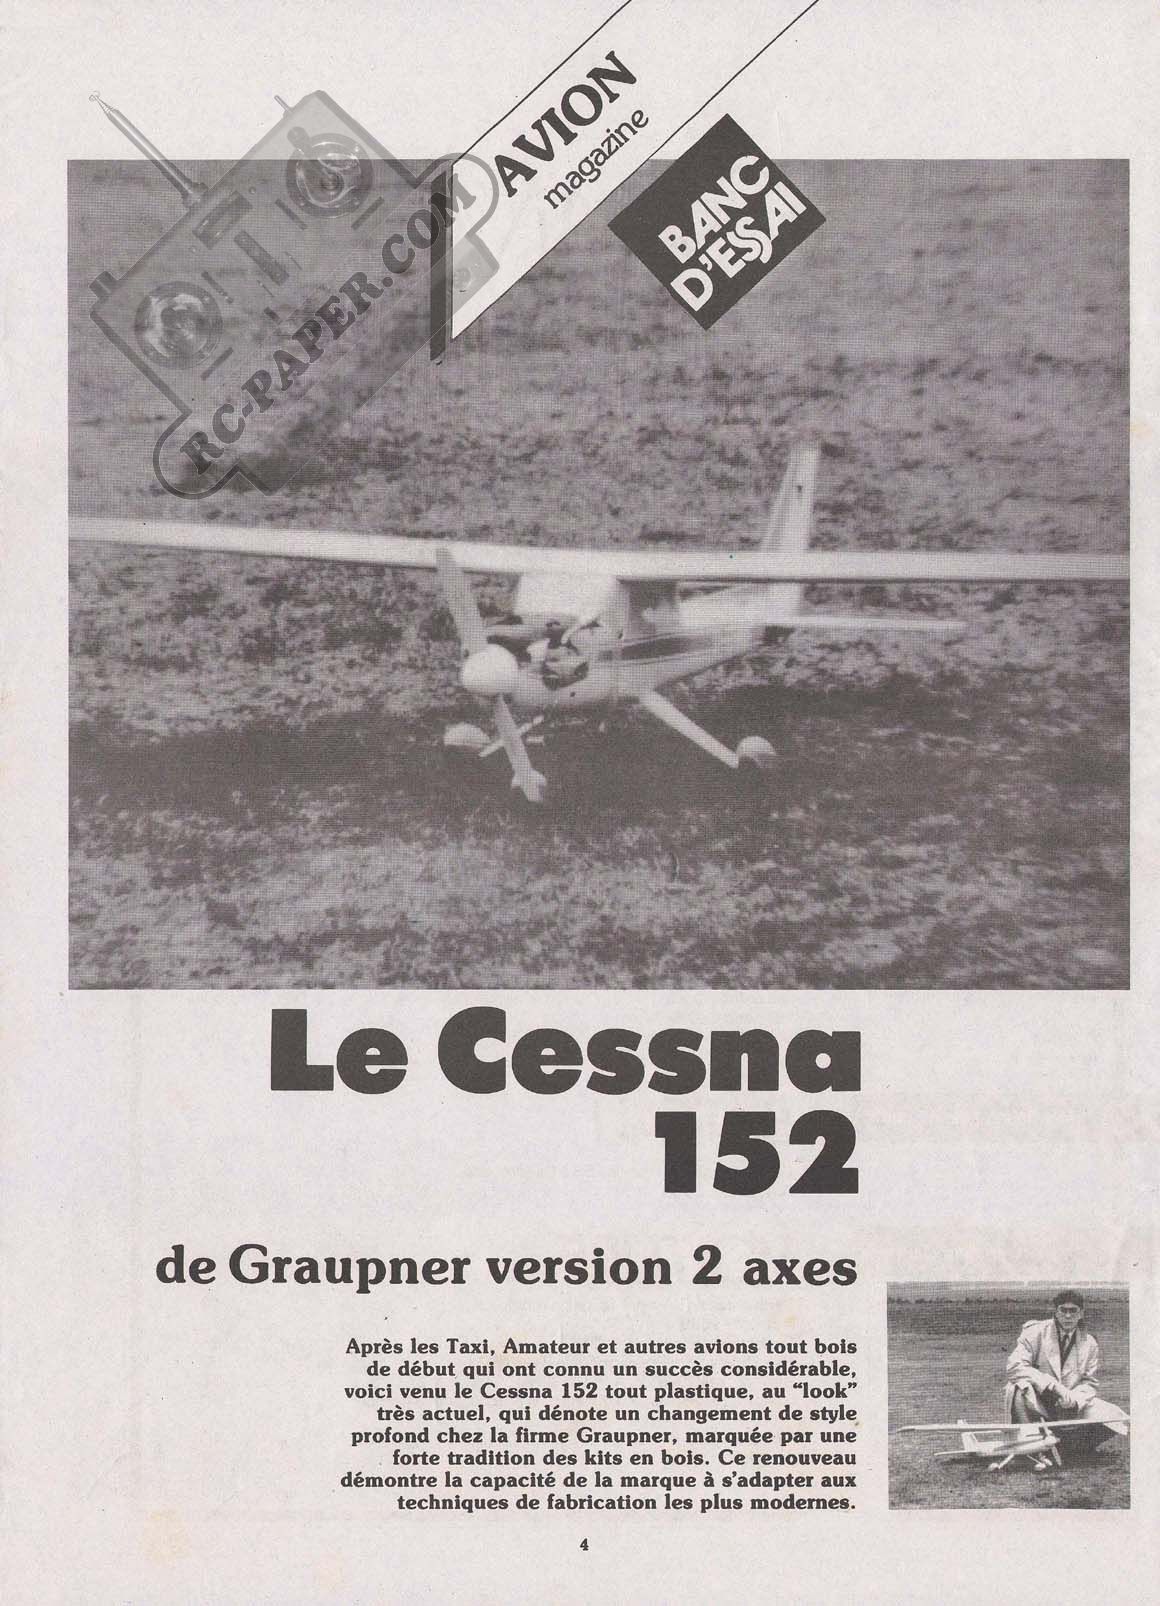 AVION
magazine
BANC
D'ESSAI
RC-PAPER.COM
Le Cessna
152
de Graupner version 2 axes
Après les Taxi, Amateur et autres avions tout bois
de début qui ont connu un succès considérable,
voici venu le Cessna 152 tout plastique, au “look”
très actuel, qui dénote un changement de style
profond chez la firme Graupner, marquée par une
forte tradition des kits en bois. Ce renouveau
démontre la capacité de la marque à s'adapter aux
techniques de fabrication les plus modernes.
4